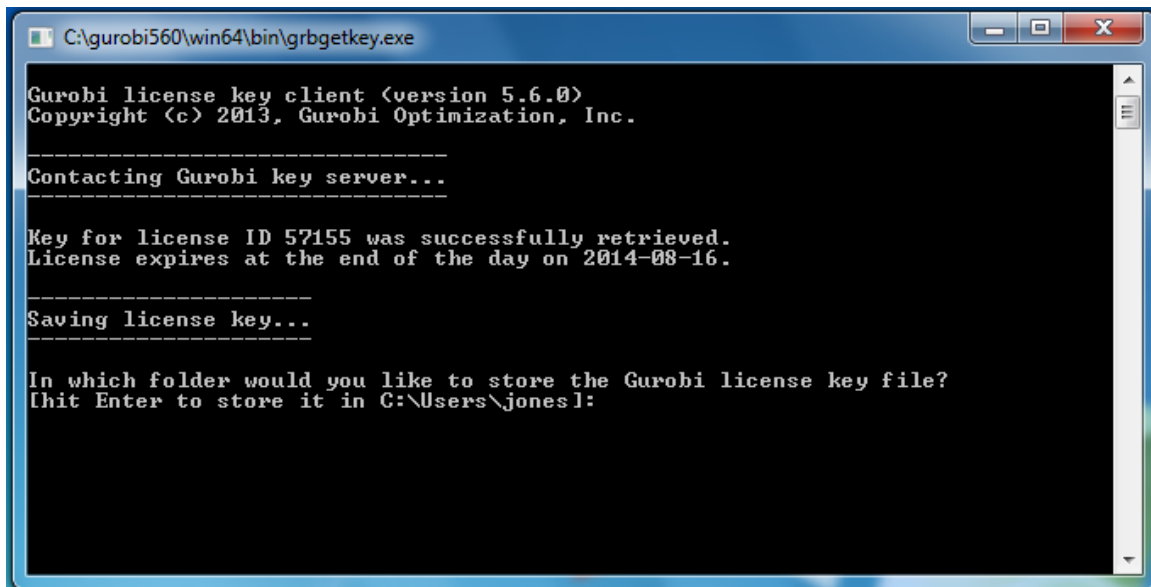 C:\gurobi560\win64\bin\grbgetkey.exe
Gurobi license key client (version 5.6.0)
Copyright (c) 2013, Gurobi Optimization, Inc.
-------------------------------
Contacting Gurobi key server...
-------------------------------
Key for license ID 57155 was successfully retrieved.
License expires at the end of the day on 2014-08-16.
---------------------
Saving license key...
---------------------
In which folder would you like to store the Gurobi license key file?
[hit Enter to store it in C:\Users\jones]: